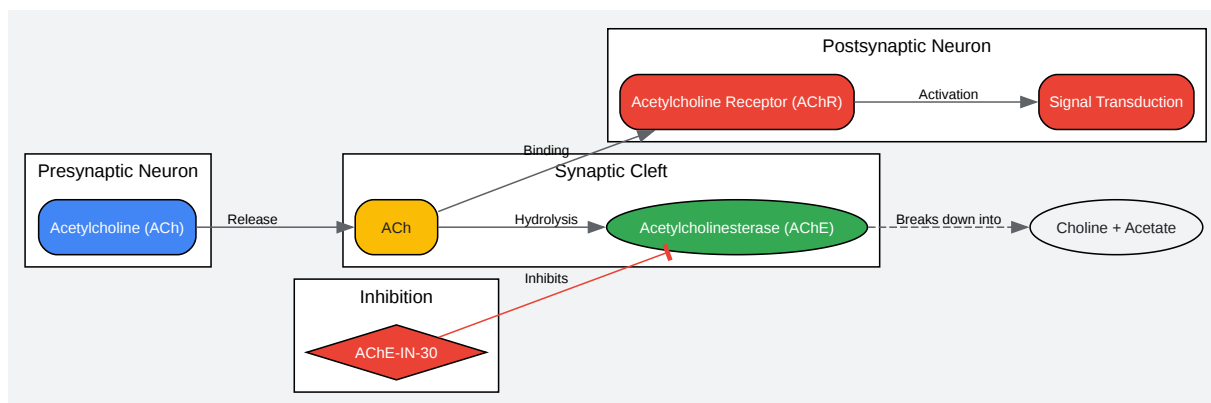 Postsynaptic Neuron
Acetylcholine Receptor (AChR)
Activation
Signal Transduction
Binding
Presynaptic Neuron
Synaptic Cleft
Acetylcholine (ACh)
Release
ACh
Hydrolysis
Acetylcholinesterase (AChE)
Breaks down into
Choline + Acetate
Inhibits
Inhibition
AChE-IN-30